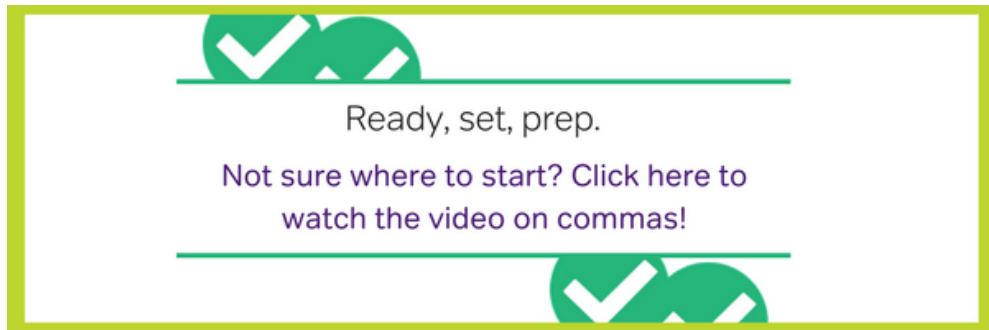 Ready, set, prep.
Not sure where to start? Click here to
watch the video on commas!